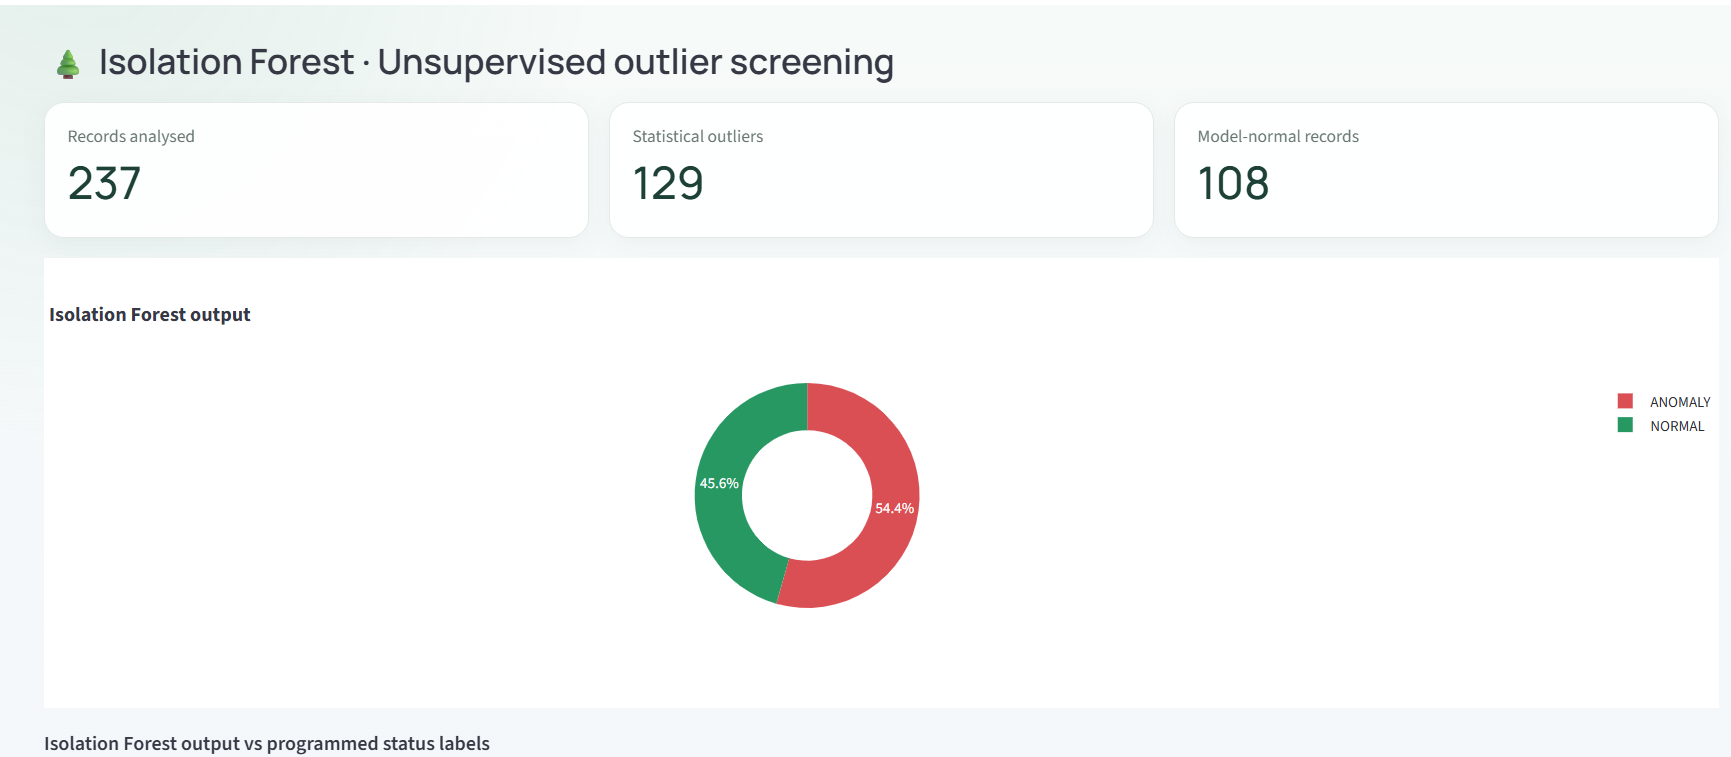 Isolation Forest · Unsupervised outlier screening
Records analysed
237
Statistical outliers
129
Model-normal records
108
Isolation Forest output
ANOMALY
NORMAL
45.6%
54.4%
Isolation Forest output vs programmed status labels